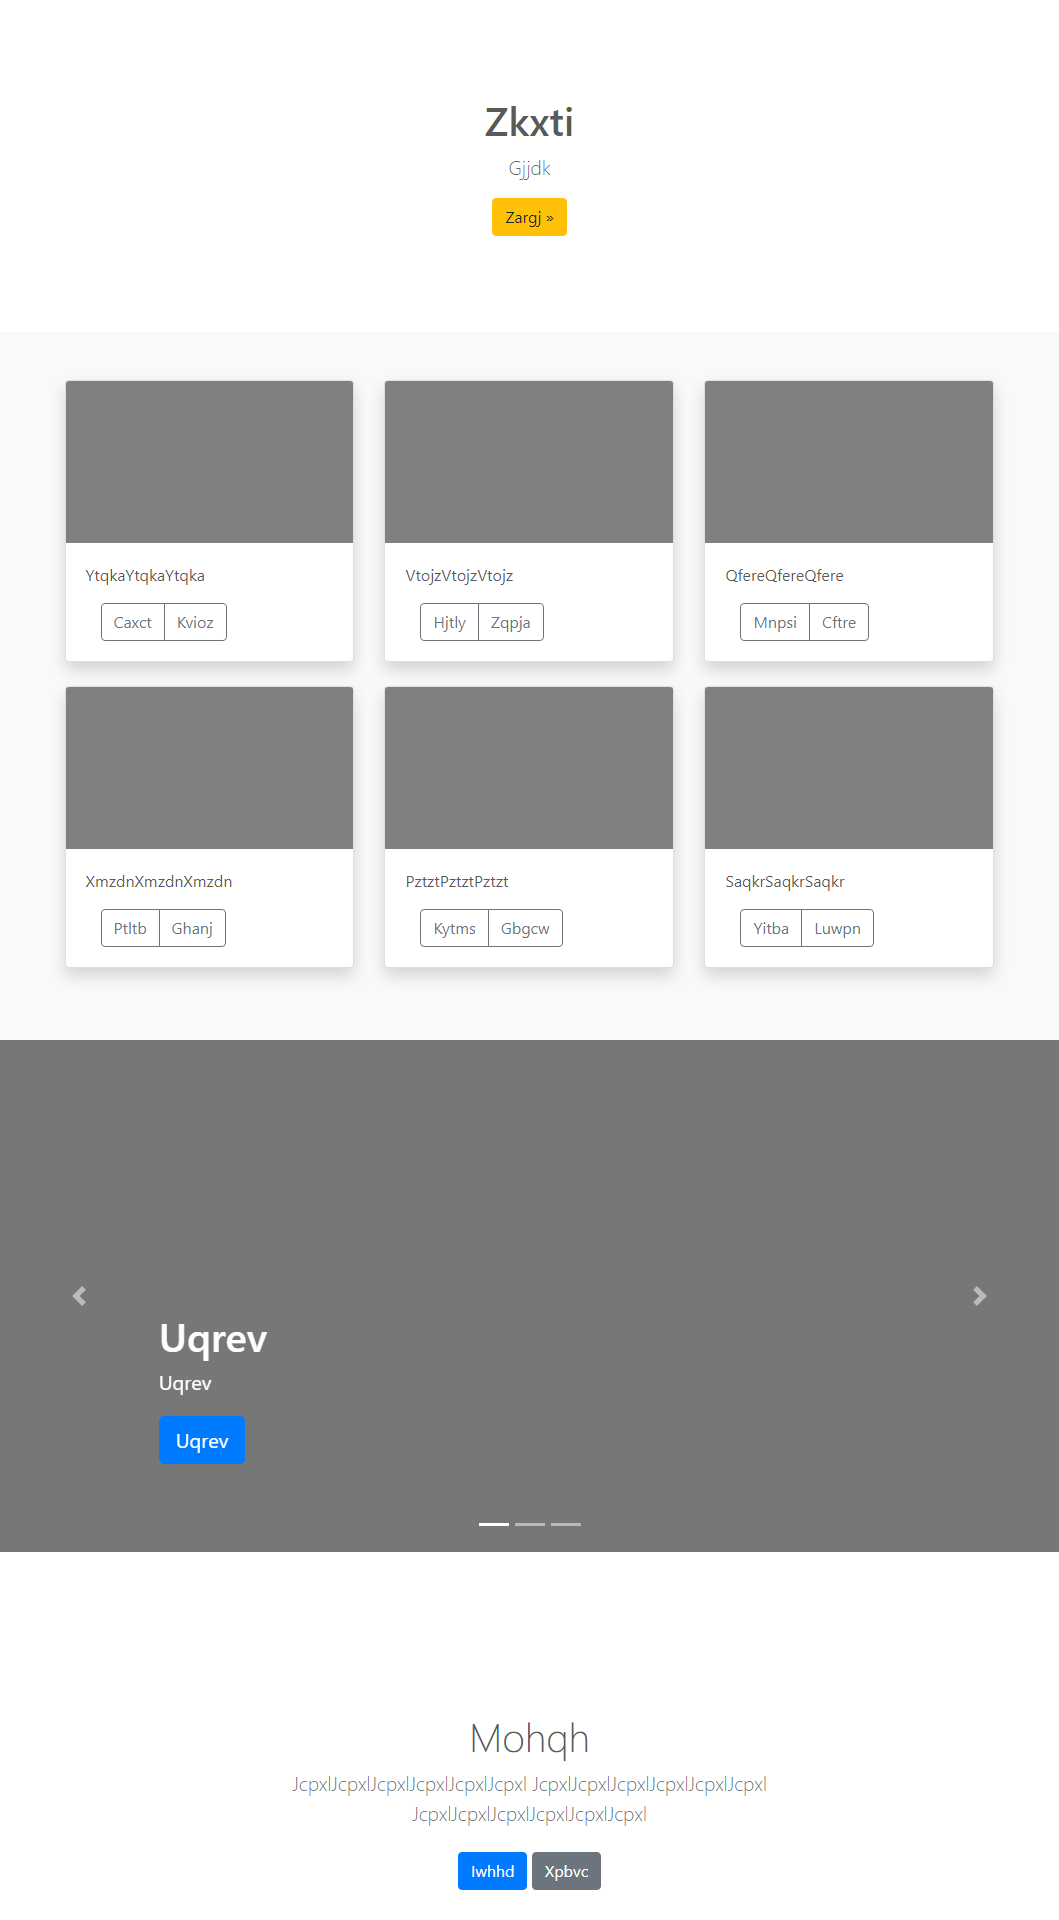 Zkxti
Gjjdk
Zargj »
YtqkaYtqkaYtqka
Caxct Kvioz
VtojzVtojzVtojz
Hjtly Zqpja
QfereQfereQfere
Mnpsi Cftre
XmzdnXmzdnXmzdn
Ptltb Ghanj
PztztPztztPztzt
Kytms Gbgcw
SaqkrSaqkrSaqkr
Yitba Luwpn
Uqrev
Uqrev
Uqrev
Mohqh
JcpxlJcpxlJcpxlJcpxlJcpxlJcpxl JcpxlJcpxlJcpxlJcpxlJcpxlJcpxl
JcpxlJcpxlJcpxlJcpxlJcpxlJcpxl
Iwhhd Xpbvc